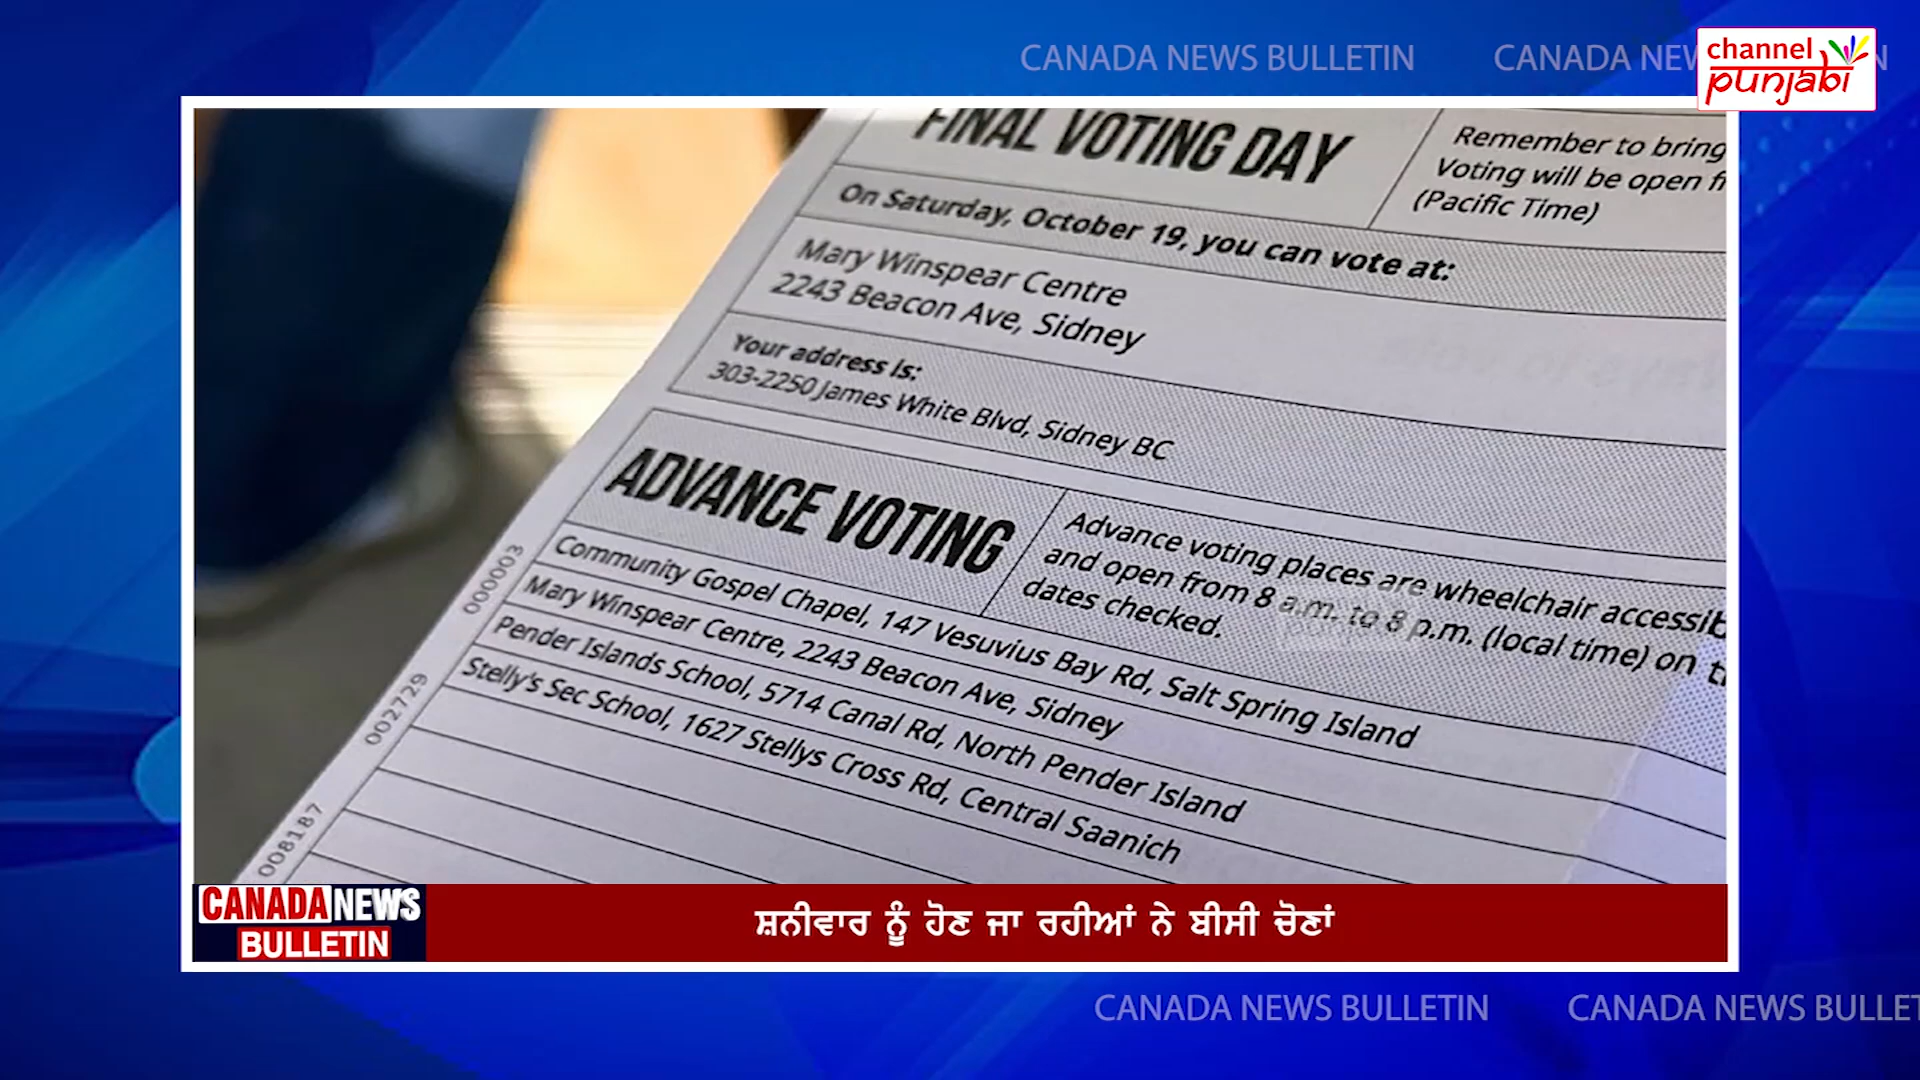 CANADA NEWS BULLETIN
channel
punjabi
FINAL VOTING DAY
Remember to bring
Voting will be open
(Pacific Time)
On Saturday, October 19, you can vote at:
Mary Winspear Centre
2243 Beacon Ave, Sidney
Your address is:
303-2250 James White Blvd, Sidney BC
ADVANCE VOTING
Advance voting places are wheelchair
and open from 8 a.m. to 8 p.m. (local time) on
dates checked.
Community Gospel Chapel, 147 Vesuvius Bay Rd, Salt Spring Island
Mary Winspear Centre, 2243 Beacon Ave, Sidney
Pender Islands School, 5714 Canal Rd, North Pender Island
Stelly's Sec School, 1627 Stellys Cross Rd, Central Saanich
000003
002729
008187
CANADA NEWS
BULLETIN
ਸ਼ਨੀਵਾਰ ਨੂੰ ਹੋਣ ਜਾ ਰਹੀਆਂ ਨੇ ਬੀਸੀ ਚੋਣਾਂ
CANADA NEWS BULLETIN
CANADA NEWS